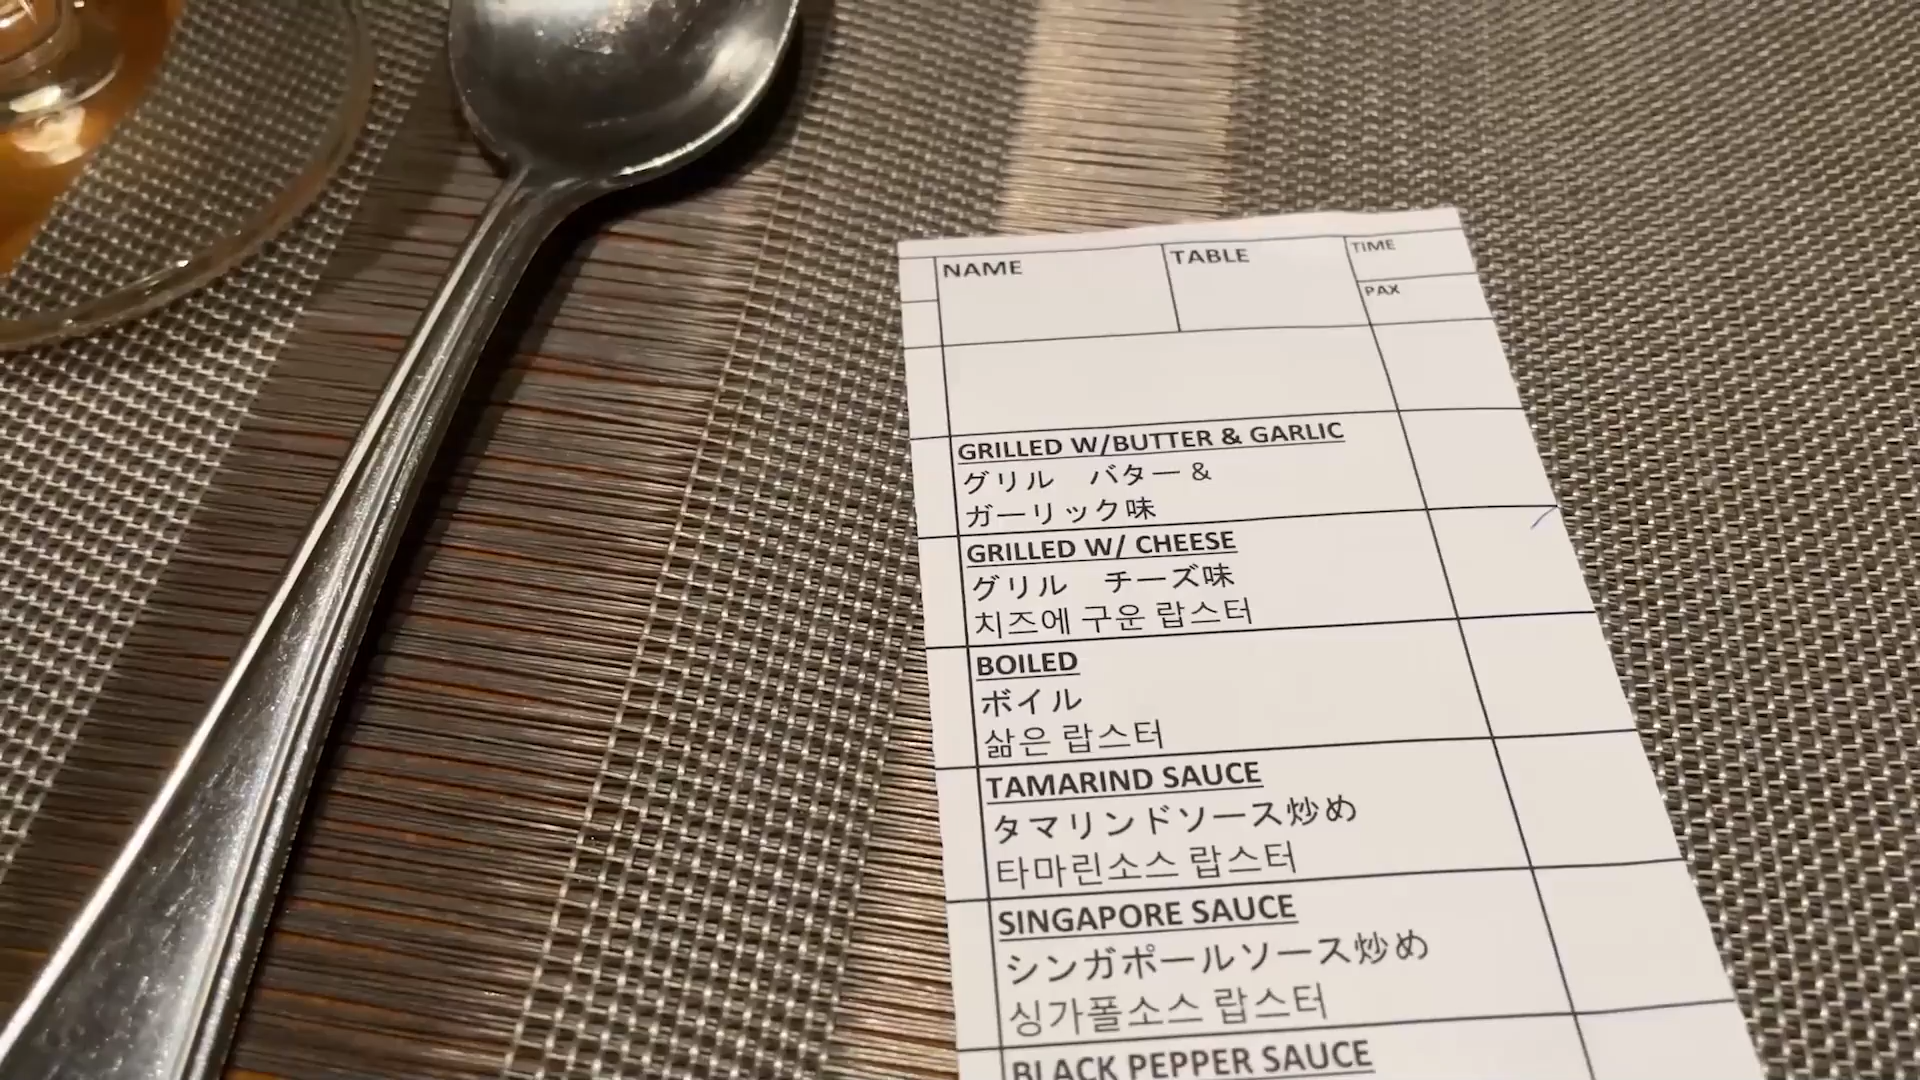 NAME
TABLE
TIME
PAX
GRILLED W/BUTTER & GARLIC
グリル　バター &
ガーリック味
GRILLED W/ CHEESE
グリル　チーズ味
치즈에 구운 랍스터
BOILED
ボイル
삶은 랍스터
TAMARIND SAUCE
タマリンドソース炒め
타마린소스 랍스터
SINGAPORE SAUCE
シンガポールソース炒め
싱가폴소스 랍스터
BLACK PEPPER SAUCE